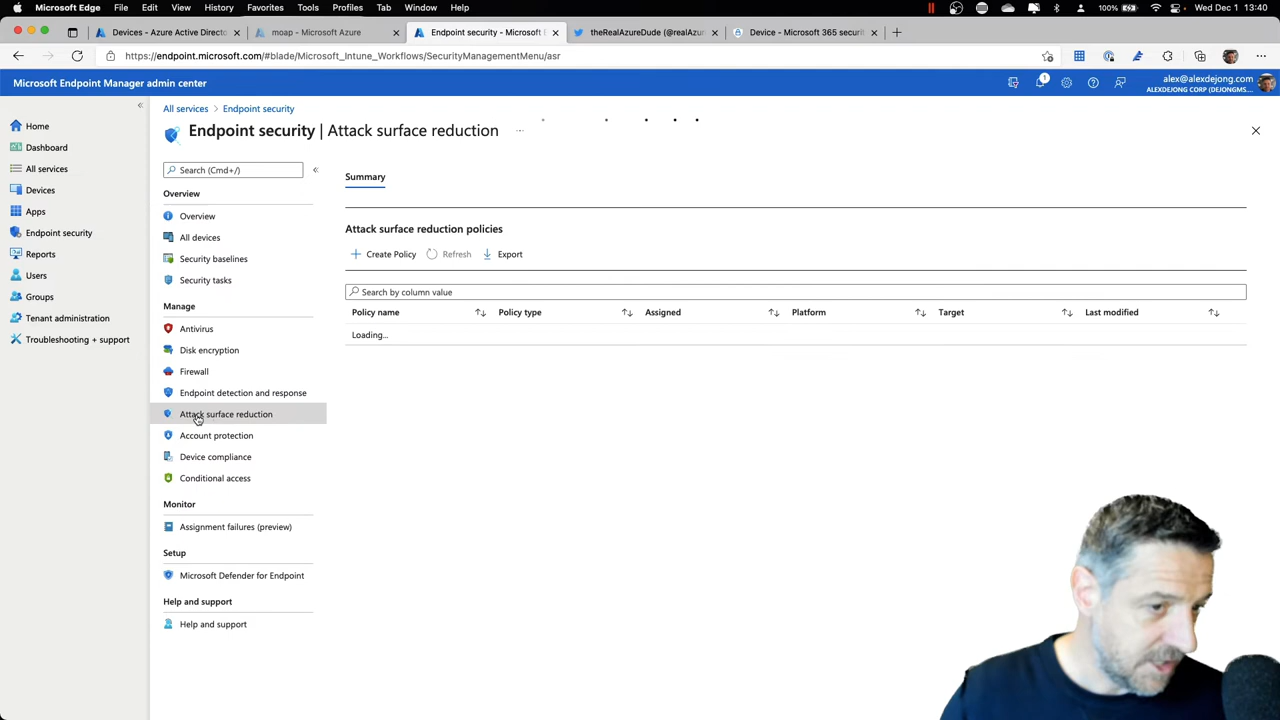 Microsoft Edge File Edit View History Favorites Tools Profiles Tab Window Help 100% Wed Dec 1 13:40
Devices - Azure Active Directo
moap - Microsoft Azure
Endpoint security - Microsoft
theRealAzureDude (@realAzur
Device - Microsoft 365 securit
https://endpoint.microsoft.com/#blade/Microsoft_Intune_Workflows/SecurityManagementMenu/asr
Microsoft Endpoint Manager admin center
1
alex@alexdejong.com
ALEXDEJONG CORP (DEJONGMS...
Home
Dashboard
All services
Devices
Apps
Endpoint security
Reports
Users
Groups
Tenant administration
Troubleshooting + support
All services > Endpoint security
Endpoint security | Attack surface reduction ...
Search (Cmd+/)
Overview
Overview
All devices
Security baselines
Security tasks
Manage
Antivirus
Disk encryption
Firewall
Endpoint detection and response
Attack surface reduction
Account protection
Device compliance
Conditional access
Monitor
Assignment failures (preview)
Setup
Microsoft Defender for Endpoint
Help and support
Help and support
Summary
Attack surface reduction policies
Create Policy Refresh Export
Search by column value
Policy name Policy type Assigned Platform Target Last modified
Loading...